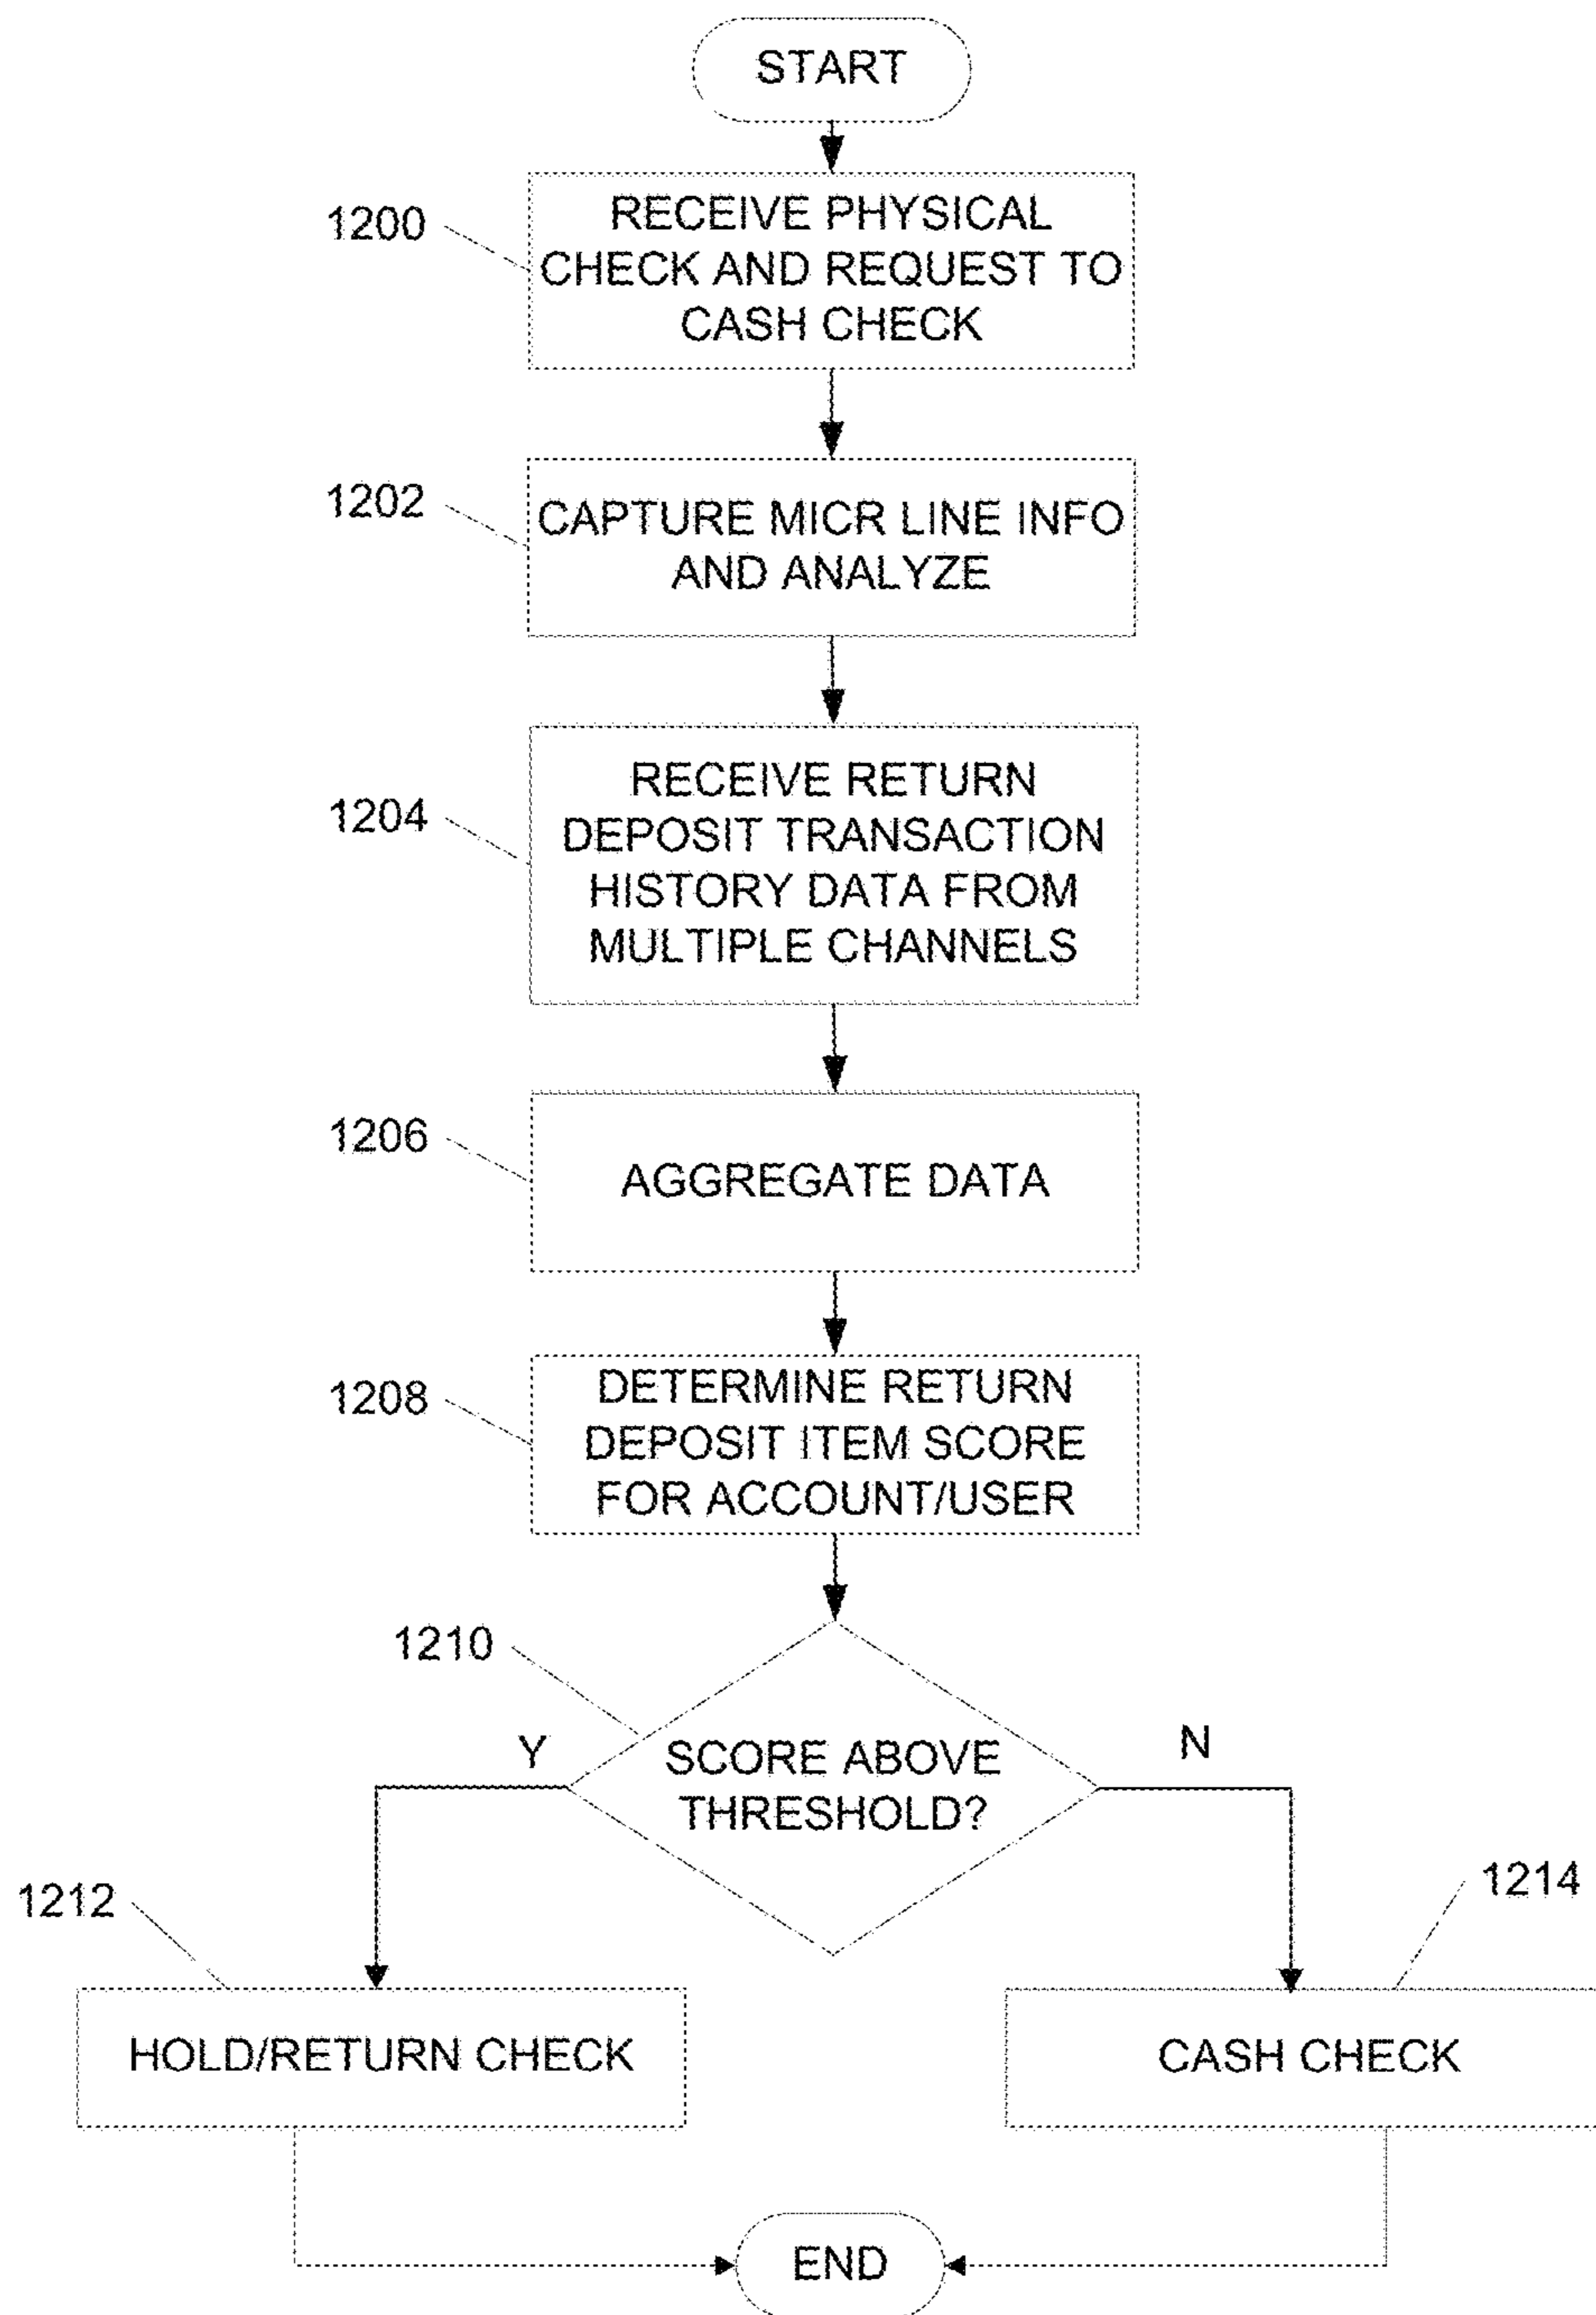 START
1200
RECEIVE PHYSICAL
CHECK AND REQUEST TO
CASH CHECK
1202
CAPTURE MICR LINE INFO
AND ANALYZE
1204
RECEIVE RETURN
DEPOSIT TRANSACTION
HISTORY DATA FROM
MULTIPLE CHANNELS
1206
AGGREGATE DATA
1208
DETERMINE RETURN
DEPOSIT ITEM SCORE
FOR ACCOUNT/USER
1210
Y
SCORE ABOVE
THRESHOLD?
N
1212
HOLD/RETURN CHECK
1214
CASH CHECK
END